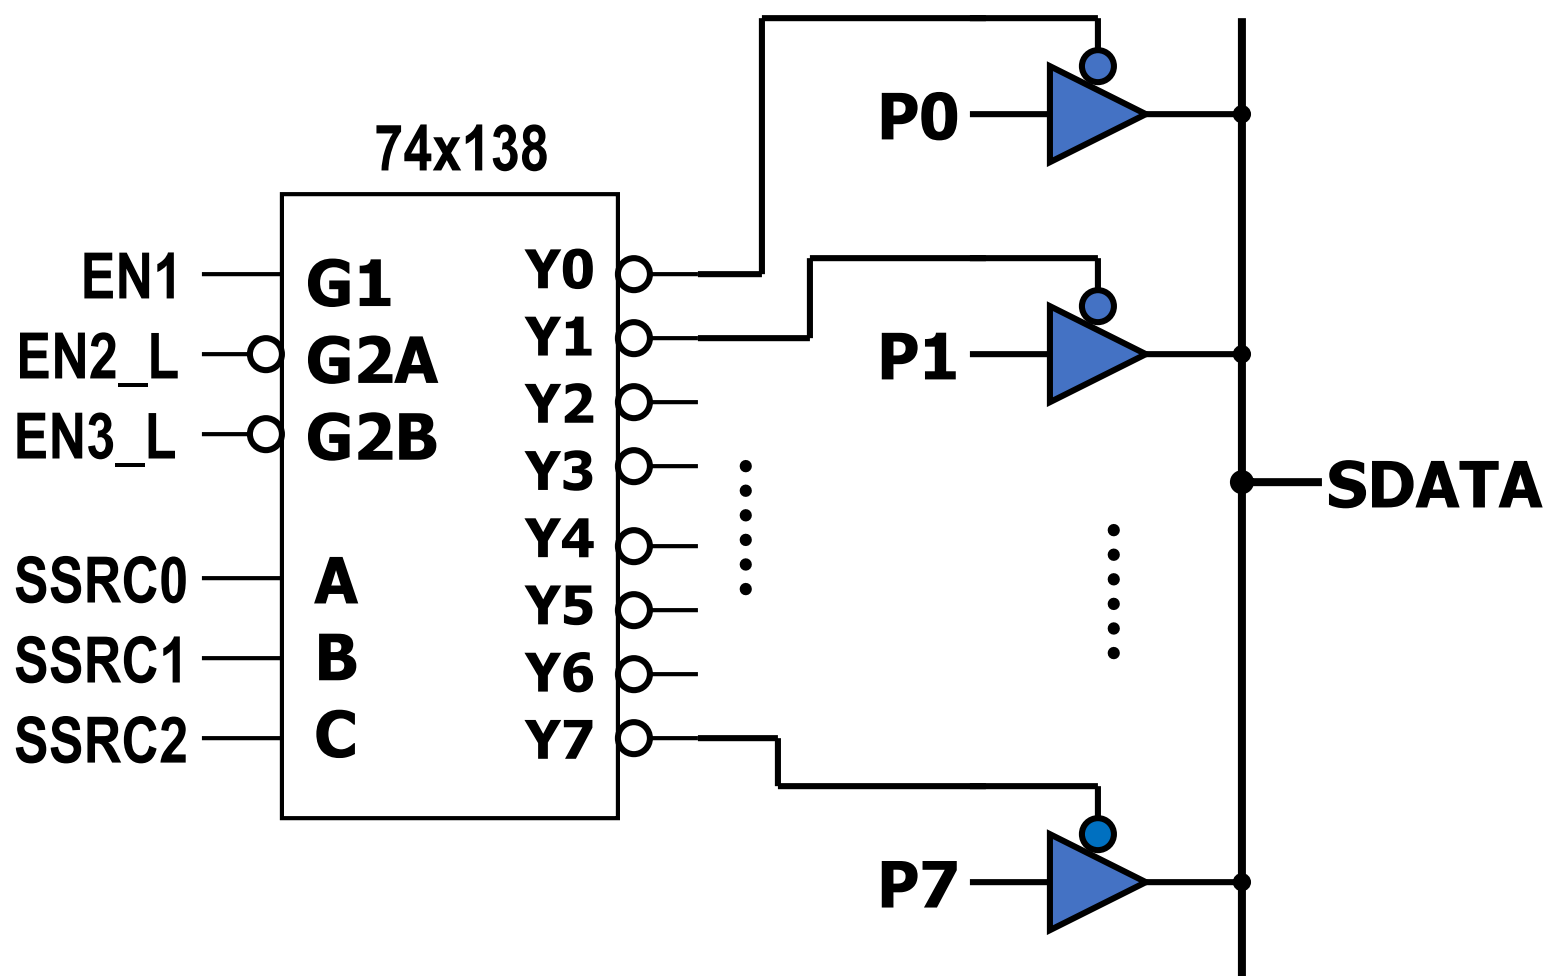 P0
74x138
EN1
G1
Y0
EN2_L
G2A
Y1
P1
EN3_L
G2B
Y2
Y3
SDATA
Y4
SSRC0
A
Y5
SSRC1
B
Y6
SSRC2
C
Y7
P7